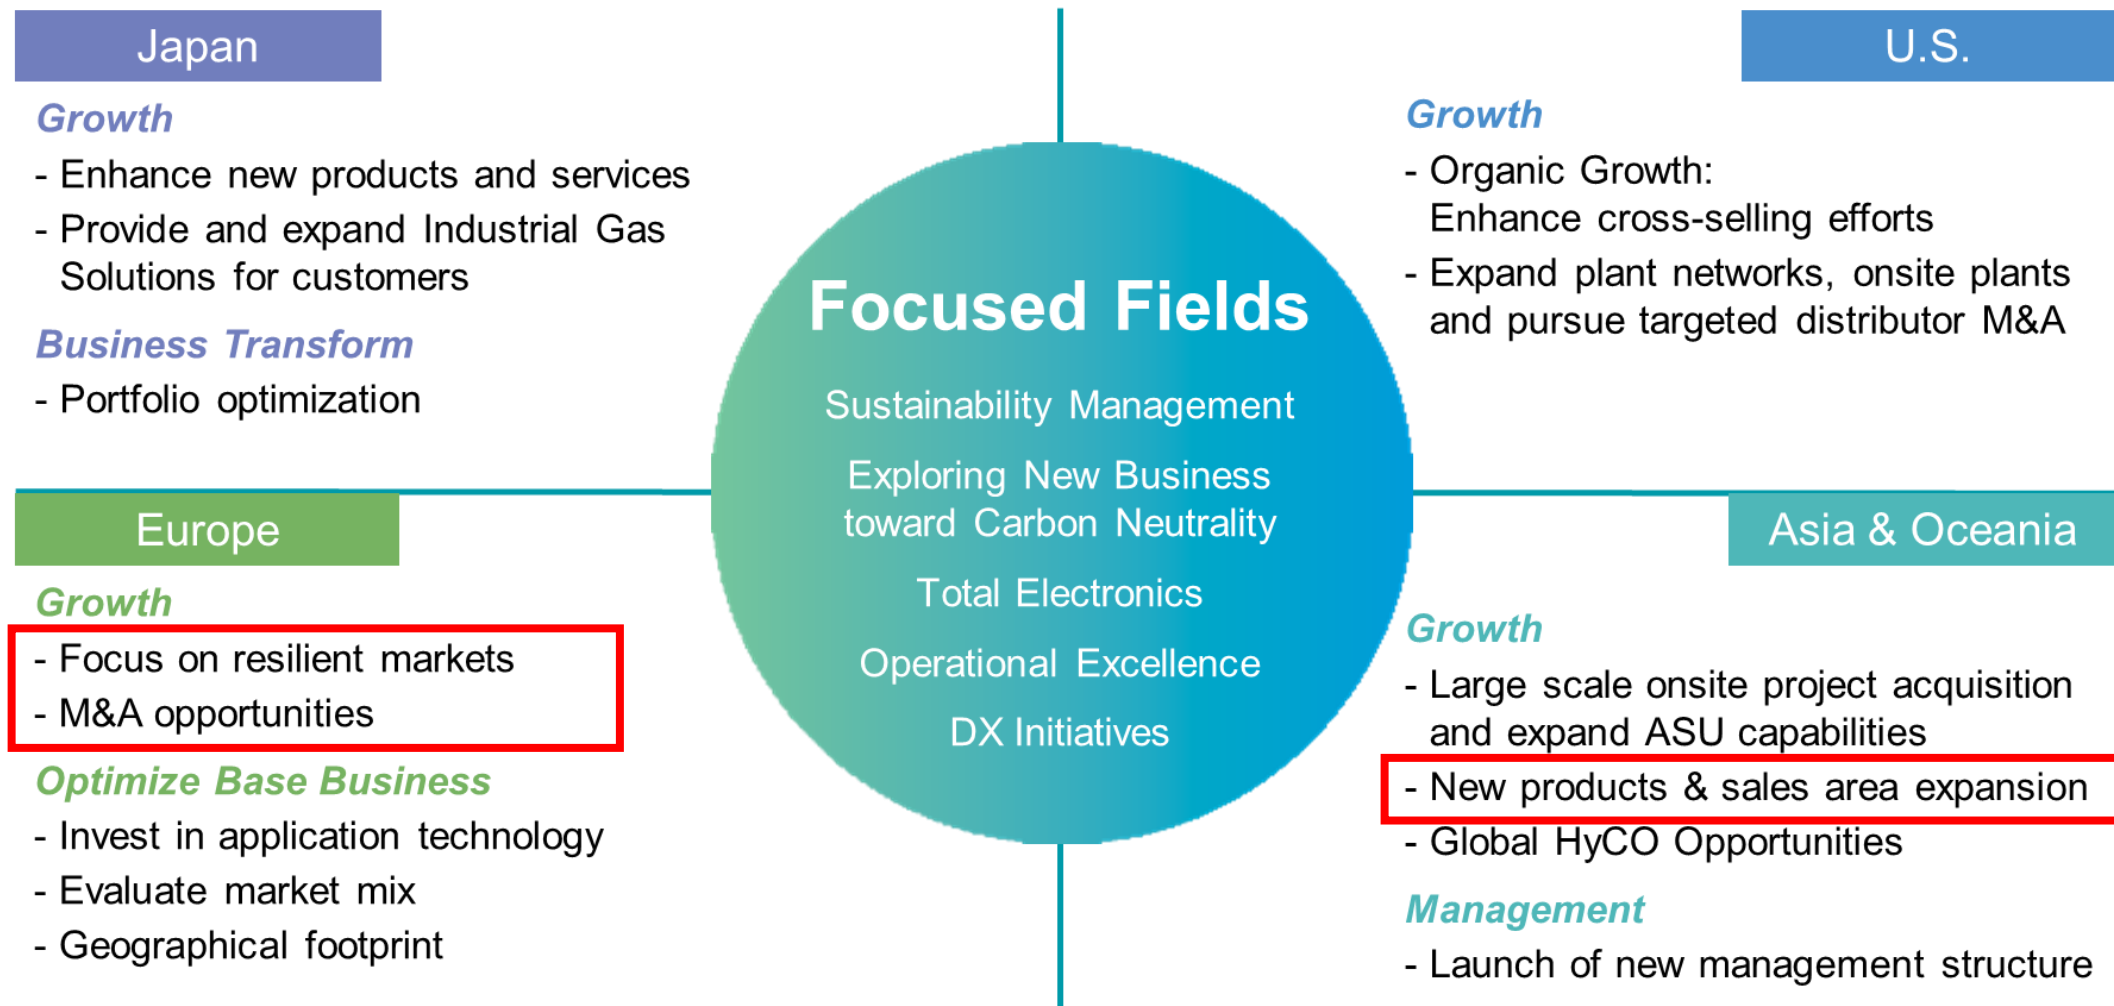 Japan
Growth
- Enhance new products and services
- Provide and expand Industrial Gas
Solutions for customers
Business Transform
- Portfolio optimization
U.S.
Growth
- Organic Growth:
Enhance cross-selling efforts
- Expand plant networks, onsite plants
and pursue targeted distributor M&A
Focused Fields
Sustainability Management
Exploring New Business
toward Carbon Neutrality
Total Electronics
Operational Excellence
DX Initiatives
Europe
Growth
- Focus on resilient markets
- M&A opportunities
Optimize Base Business
- Invest in application technology
- Evaluate market mix
- Geographical footprint
Asia & Oceania
Growth
- Large scale onsite project acquisition
and expand ASU capabilities
- New products & sales area expansion
- Global HyCO Opportunities
Management
- Launch of new management structure